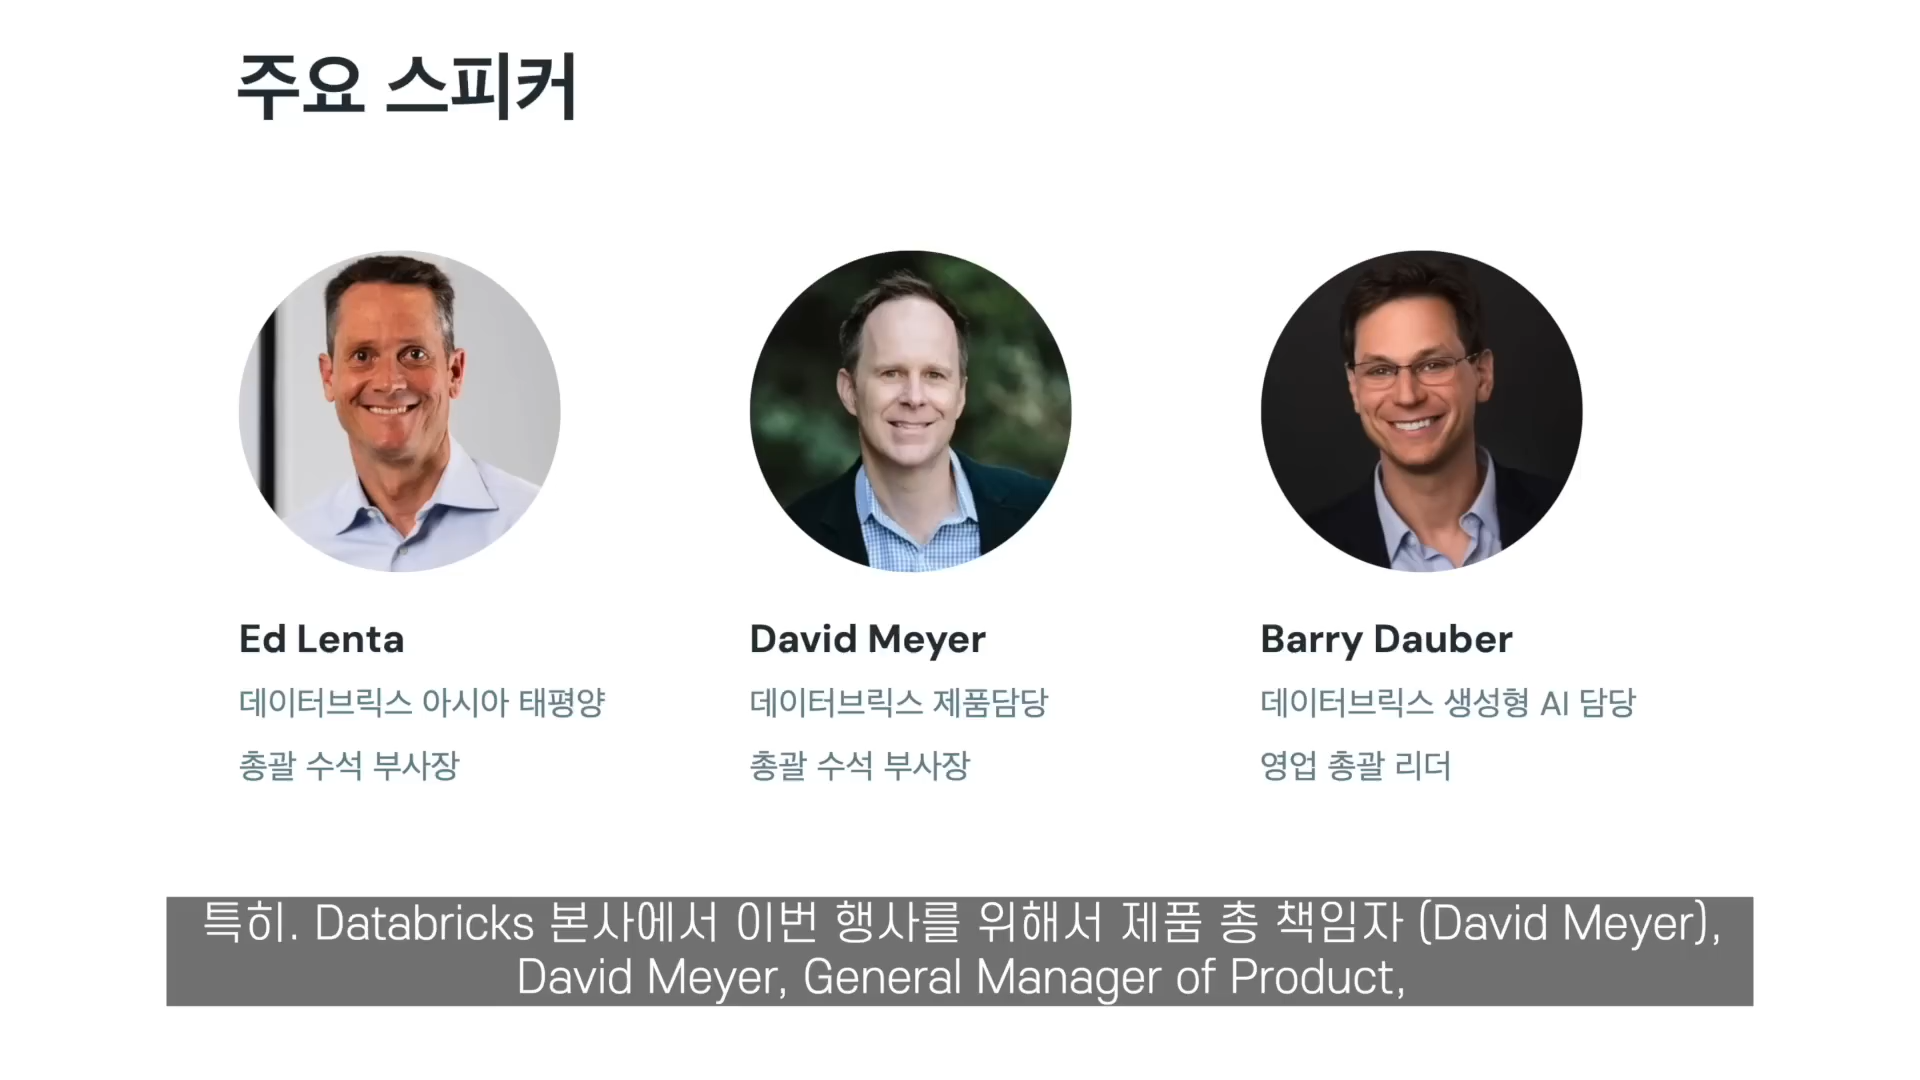 주요 스피커
Ed Lenta
데이터브릭스 아시아 태평양
총괄 수석 부사장
David Meyer
데이터브릭스 제품담당
총괄 수석 부사장
Barry Dauber
데이터브릭스 생성형 AI 담당
영업 총괄 리더
특히. Databricks 본사에서 이번 행사를 위해서 제품 총 책임자 (David Meyer),
David Meyer, General Manager of Product,